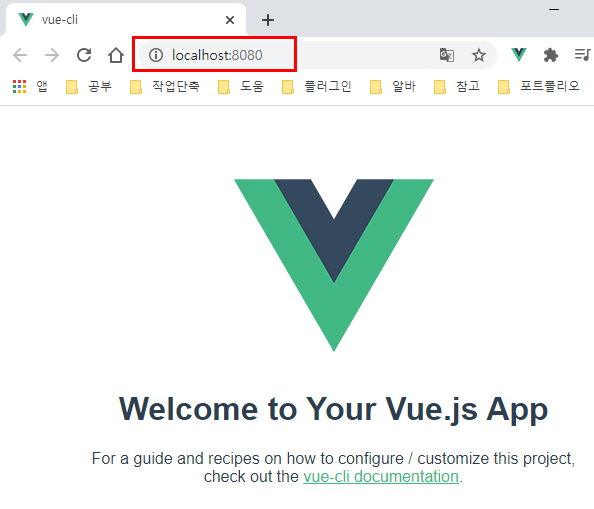 vue-cli
localhost:8080
앱 공부 작업단축 도움 플러그인 알바 참고 포트폴리오
Welcome to Your Vue.js App
For a guide and recipes on how to configure / customize this project,
check out the vue-cli documentation.